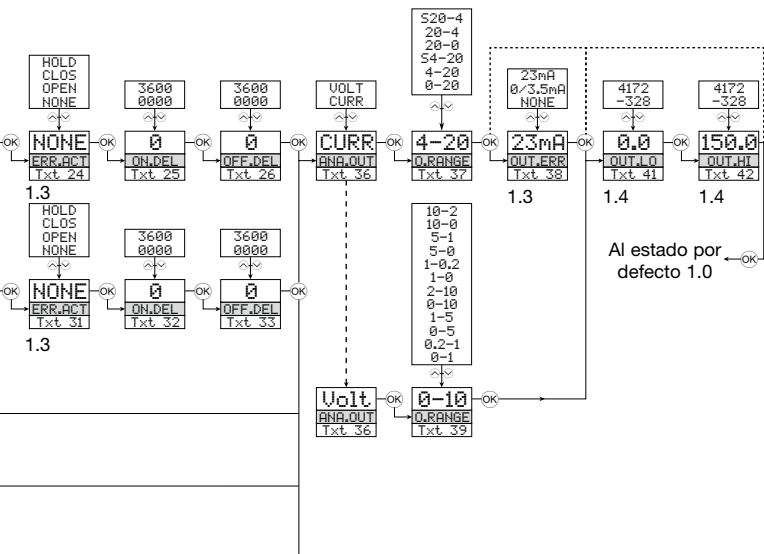 S20-4
20-4
20-0
S4-20
4-20
0-20
HOLD
CLOS
OPEN
NONE
3600
0000
3600
0000
VOLT
CURR
23mA
0/3.5mA
NONE
4172
-328
4172
-328
OK
NONE
OK
0
OK
0
OK
CURR
OK
4-20
OK
23mA
OK
0.0
OK
150.0
ERR.ACT
ON.DEL
OFF.DEL
ANA.OUT
O.RANGE
OUT.ERR
OUT.LO
OUT.HI
Txt 24
Txt 25
Txt 26
Txt 36
Txt 37
Txt 38
Txt 41
Txt 42
1.3
1.3
1.4
1.4
HOLD
CLOS
OPEN
NONE
3600
0000
3600
0000
10-2
10-0
5-1
5-0
1-0.2
1-0
2-10
0-10
1-5
0-5
0.2-1
0-1
Al estado por
defecto 1.0
OK
OK
NONE
OK
0
OK
0
OK
ERR.ACT
ON.DEL
OFF.DEL
Txt 31
Txt 32
Txt 33
1.3
Volt
OK
0-10
OK
ANA.OUT
O.RANGE
Txt 36
Txt 39